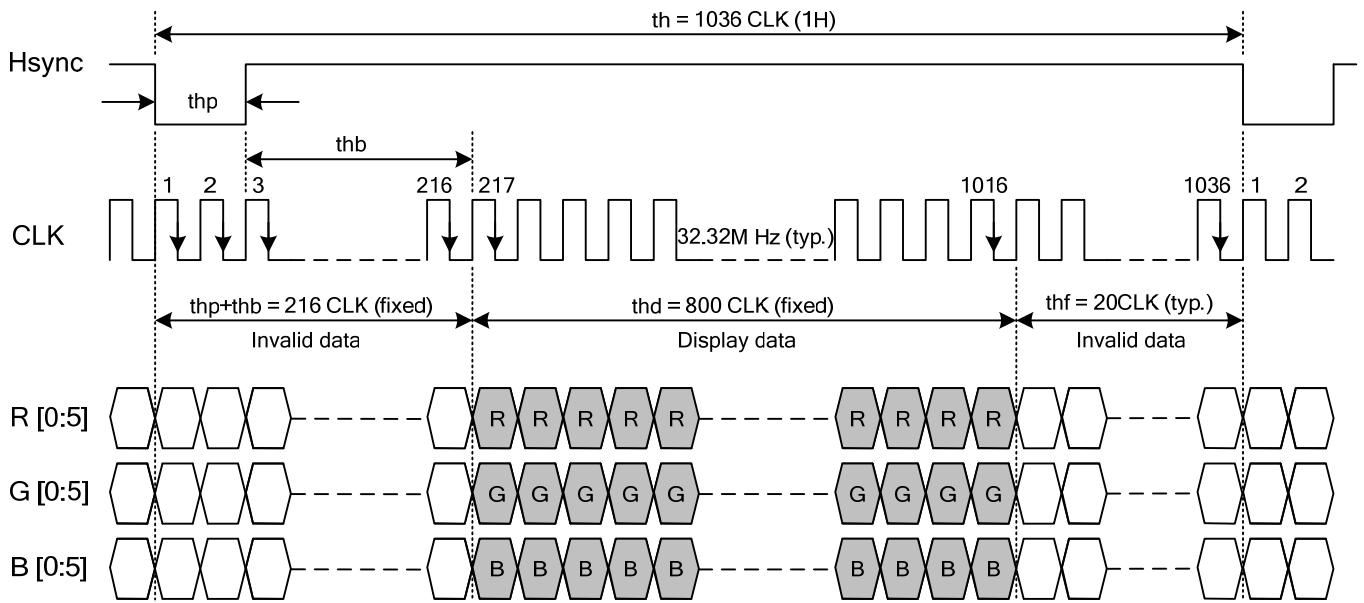 th = 1036 CLK (1H)
Hsync
thp
thb
1 2 3 216 217 1016 1036 1 2
CLK
32.32M Hz (typ.)
thp+thb = 216 CLK (fixed) thd = 800 CLK (fixed) thf = 20CLK (typ.)
Invalid data Display data Invalid data
R [0:5] R R R R R R R R R
G [0:5] G G G G G G G G G
B [0:5] B B B B B B B B B